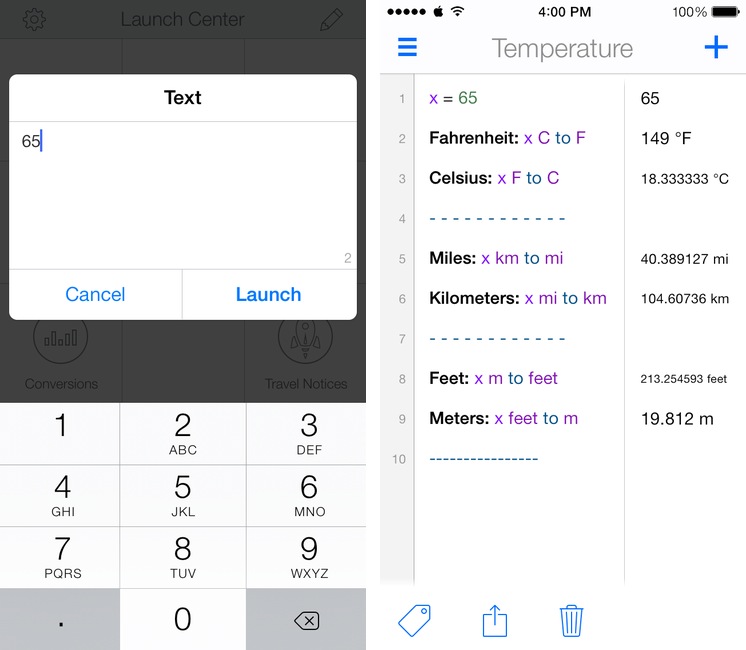 Launch Center
Text
65
2
Cancel
Launch
Conversions
Travel Notices
1
2
ABC
3
DEF
4
GHI
5
JKL
6
MNO
7
PQRS
8
TUV
9
WXYZ
.
0
4:00 PM
100%
Temperature
1 x = 65 65
2 Fahrenheit: x C to F 149 °F
3 Celsius: x F to C 18.333333 °C
4 - - - - - - - - - - - -
5 Miles: x km to mi 40.389127 mi
6 Kilometers: x mi to km 104.60736 km
7 - - - - - - - - - - - -
8 Feet: x m to feet 213.254593 feet
9 Meters: x feet to m 19.812 m
10 ----------------